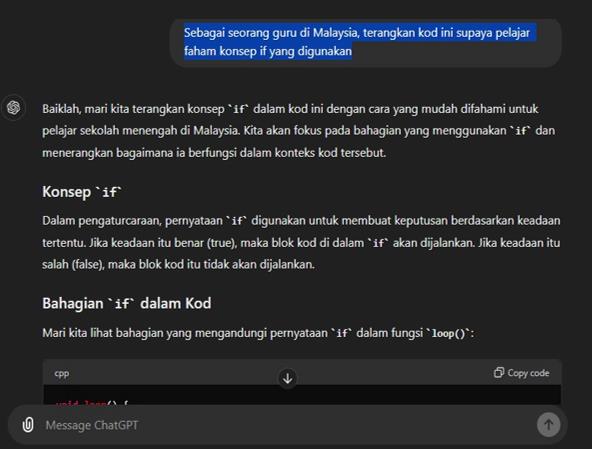 Sebagai seorang guru di Malaysia, terangkan kod ini supaya pelajar
faham konsep if yang digunakan
Baiklah, mari kita terangkan konsep `if` dalam kod ini dengan cara yang mudah difahami untuk
pelajar sekolah menengah di Malaysia. Kita akan fokus pada bahagian yang menggunakan `if` dan
menerangkan bagaimana ia berfungsi dalam konteks kod tersebut.
Konsep `if`
Dalam pengaturcaraan, pernyataan `if` digunakan untuk membuat keputusan berdasarkan keadaan
tertentu. Jika keadaan itu benar (true), maka blok kod di dalam `if` akan dijalankan. Jika keadaan itu
salah (false), maka blok kod itu tidak akan dijalankan.
Bahagian `if` dalam Kod
Mari kita lihat bahagian yang mengandungi pernyataan `if` dalam fungsi `loop()`:
cpp
Copy code
void loop() {
Message ChatGPT